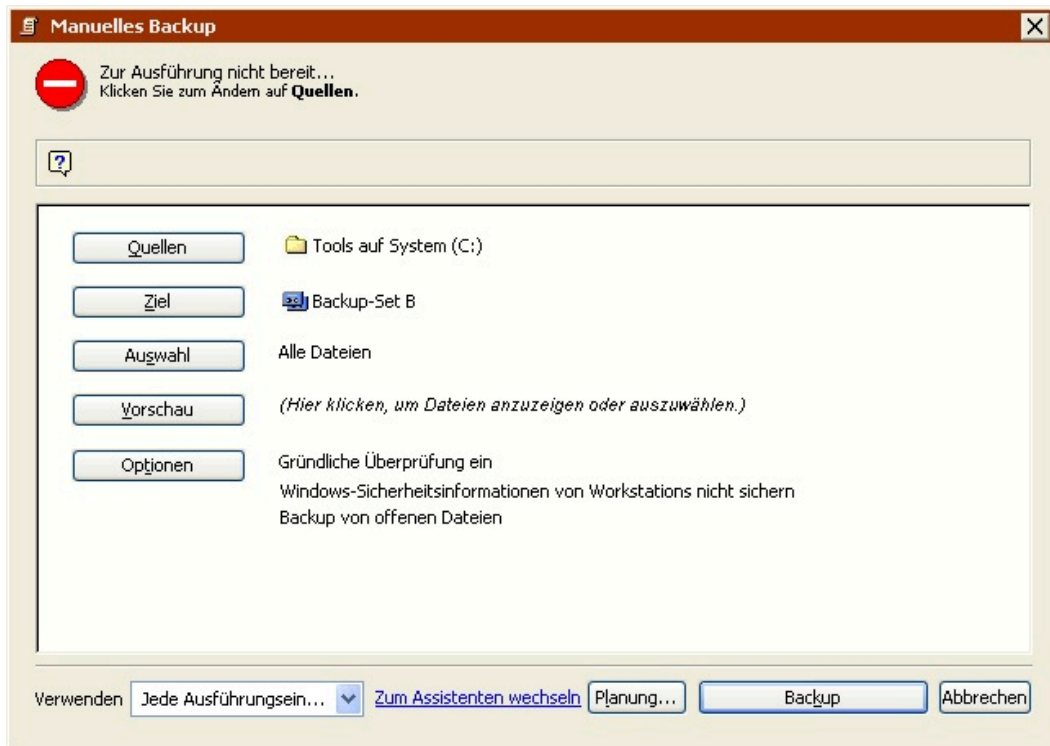 Manuelles Backup
Zur Ausführung nicht bereit...
Klicken Sie zum Ändern auf Quellen.
Quellen
Tools auf System (C:)
Ziel
Backup-Set B
Auswahl
Alle Dateien
Vorschau
(Hier klicken, um Dateien anzuzeigen oder auszuwählen.)
Optionen
Gründliche Überprüfung ein
Windows-Sicherheitsinformationen von Workstations nicht sichern
Backup von offenen Dateien
Verwenden
Jede Ausführungsein...
Zum Assistenten wechseln
Planung...
Backup
Abbrechen